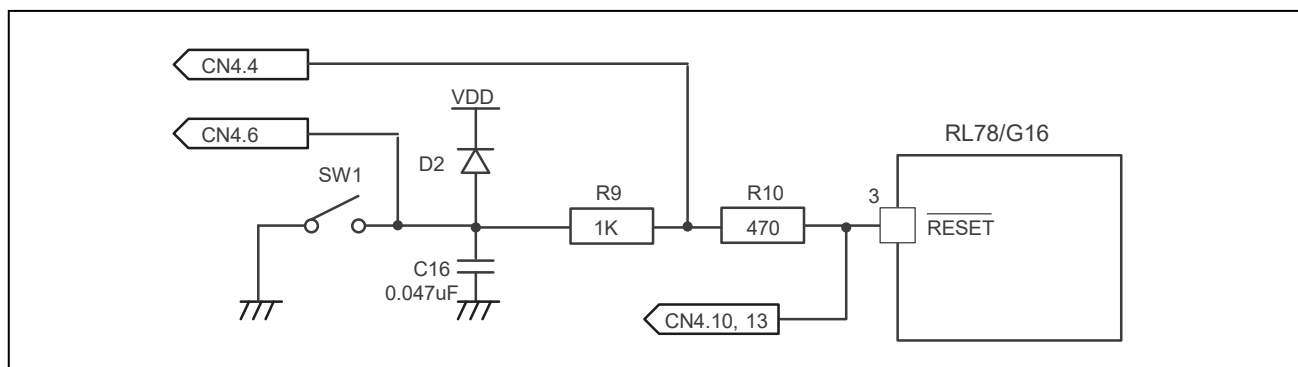 CN4.4
VDD
CN4.6
RL78/G16
D2
SW1
R9
R10
3
1K
470
RESET
C16
0.047uF
CN4.10, 13